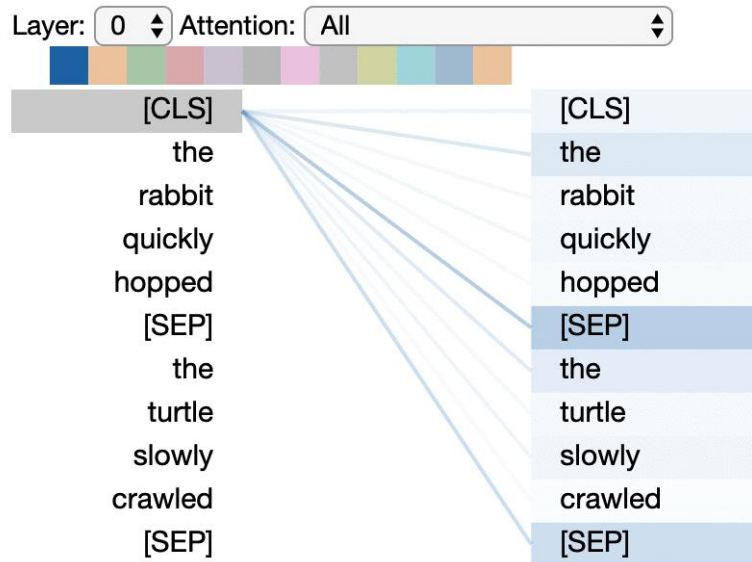 Layer: 0 Attention: All
[CLS] [CLS]
the the
rabbit rabbit
quickly quickly
hopped hopped
[SEP] [SEP]
the the
turtle turtle
slowly slowly
crawled crawled
[SEP] [SEP]